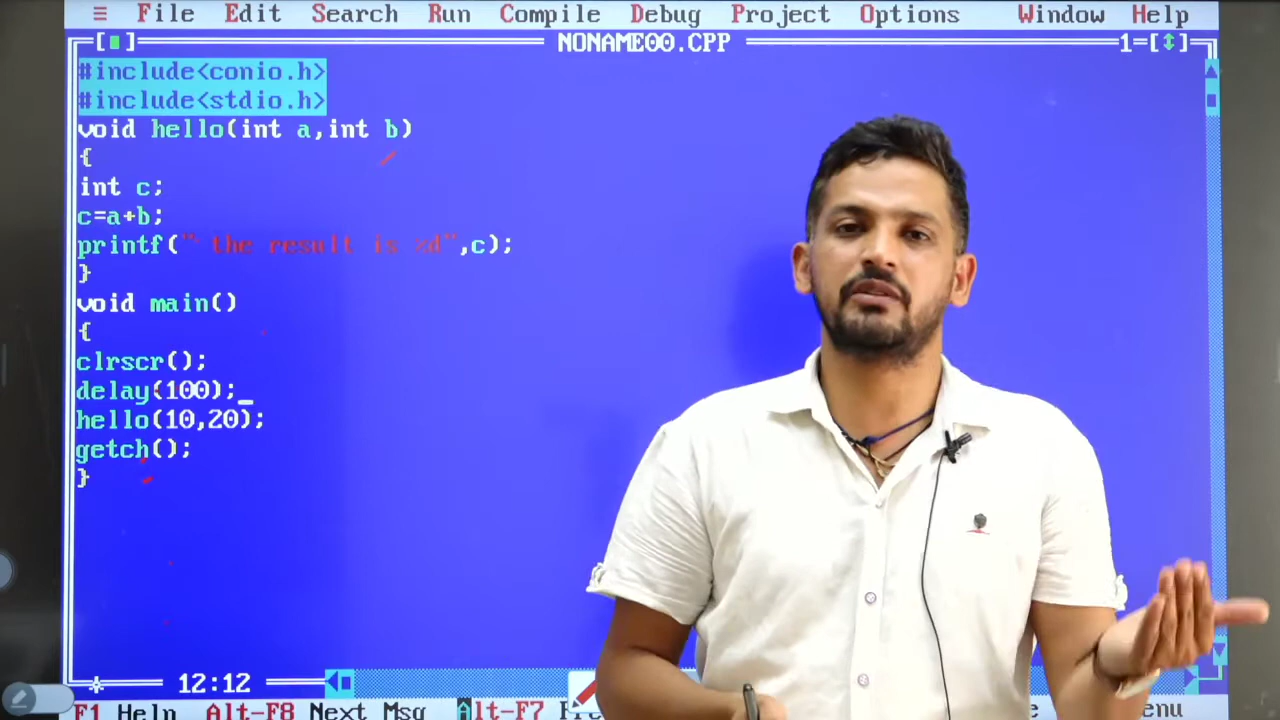 ≡ File Edit Search Run Compile Debug Project Options Window Help
NONAME00.CPP 1
#include<conio.h>
#include<stdio.h>
void hello(int a,int b)
{
int c;
c=a+b;
printf(" the result is %d",c);
}
void main()
{
clrscr();
delay(100);
hello(10,20);
getch();
}
12:12
F1 Help Alt-F8 Next Msg Alt-F7